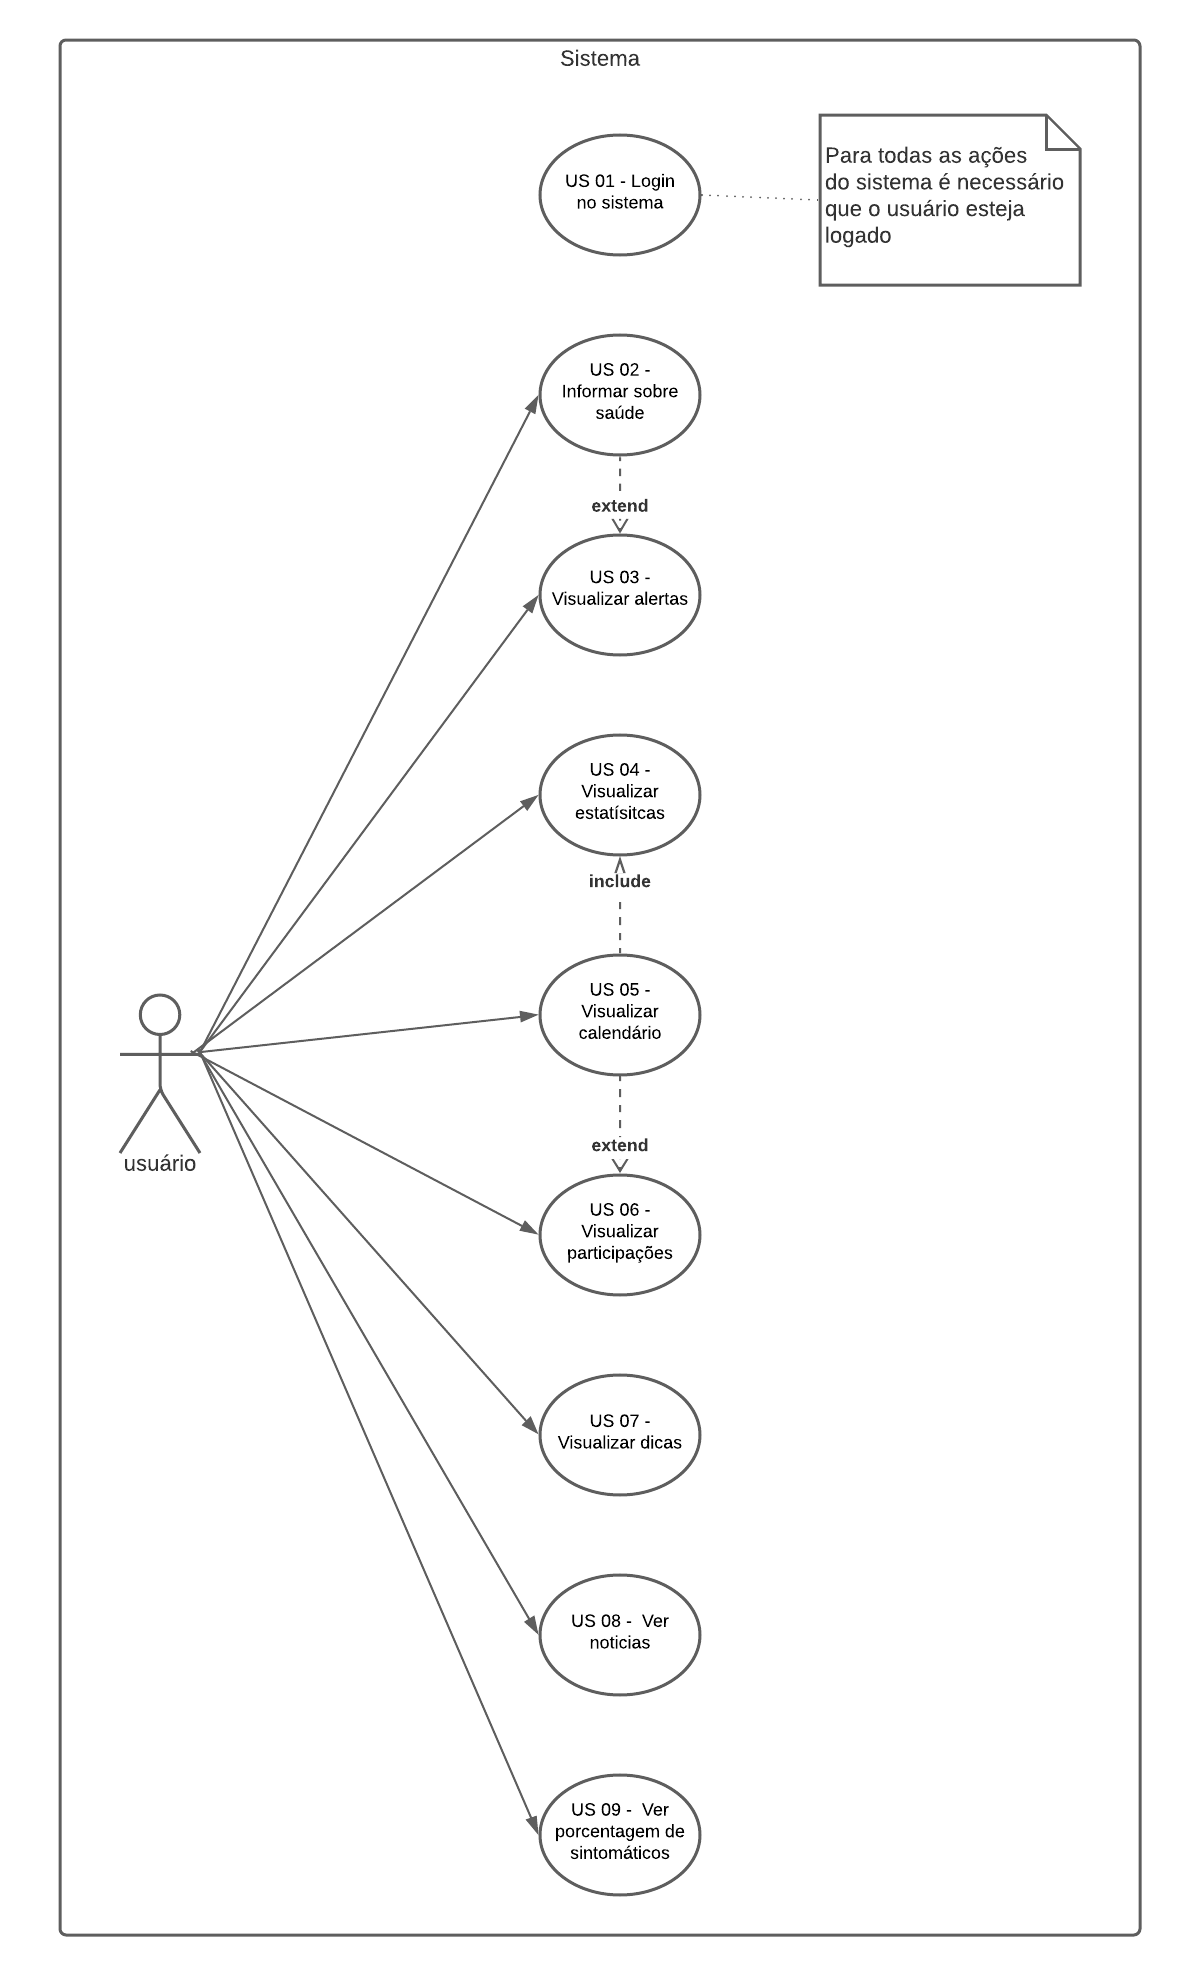 Sistema
US 01 - Login
no sistema
Para todas as ações
do sistema é necessário
que o usuário esteja
logado
US 02 -
Informar sobre
saúde
extend
US 03 -
Visualizar alertas
US 04 -
Visualizar
estatísitcas
include
US 05 -
Visualizar
calendário
usuário
extend
US 06 -
Visualizar
participações
US 07 -
Visualizar dicas
US 08 -  Ver
noticias
US 09 -  Ver
porcentagem de
sintomáticos